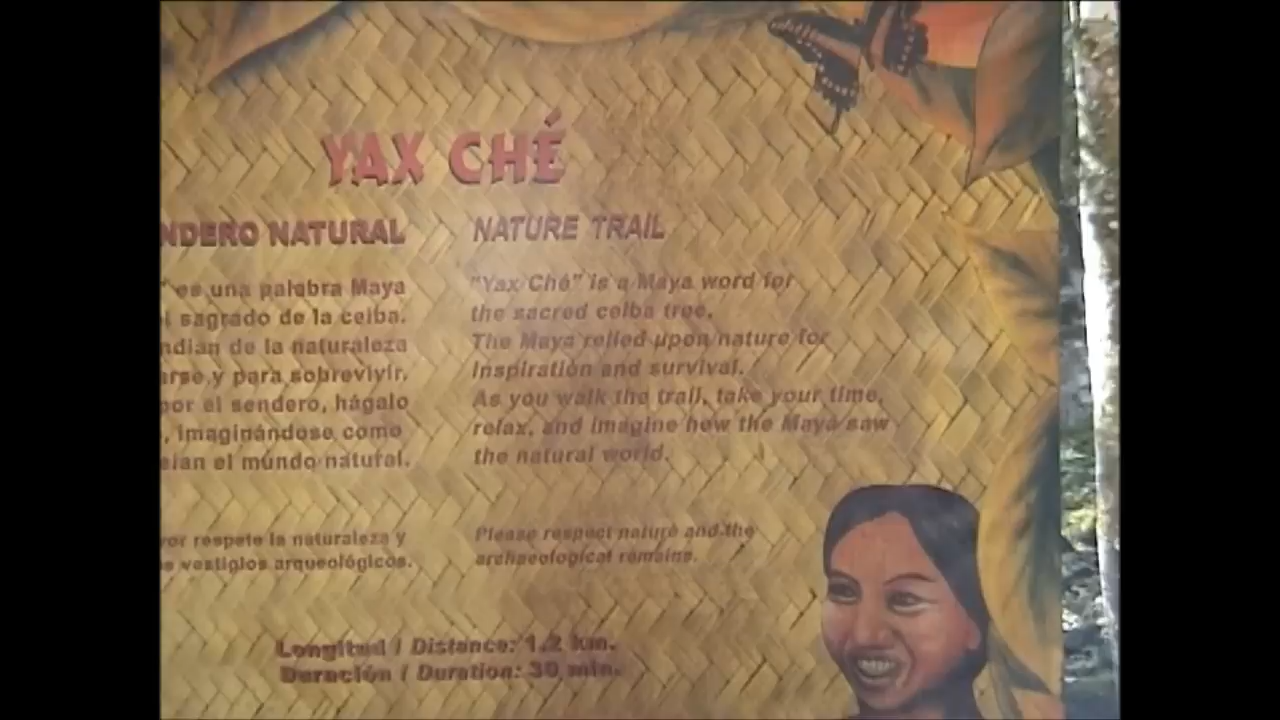 YAX CHÉ
NDERO NATURAL
es una palabra Maya
sagrado de la ceiba.
ndían de la naturaleza
arse y para sobrevivir.
por el sendero, hágalo
, imaginándose como
eían el mundo natural.
vor respete la naturaleza y
s vestigios arqueológicos.
NATURE TRAIL
"Yax Ché" is a Maya word for
the sacred ceiba tree.
The Maya relied upon nature for
inspiration and survival.
As you walk the trail, take your time,
relax, and imagine how the Maya saw
the natural world.
Please respect nature and the
archaeological remains.
Longitud / Distance: 1.2 km.
Duración / Duration: 30 min.